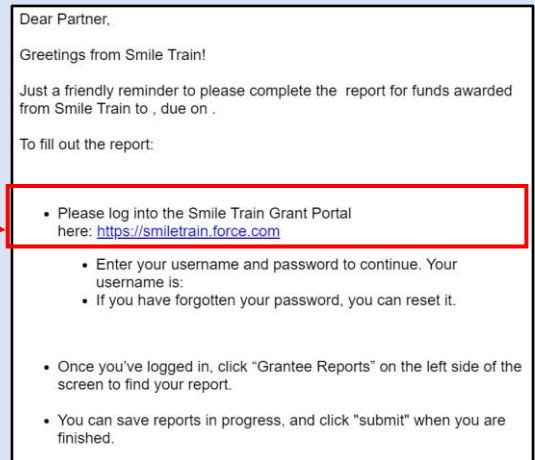 Dear Partner,
Greetings from Smile Train!
Just a friendly reminder to please complete the  report for funds awarded
from Smile Train to , due on .
To fill out the report:
• Please log into the Smile Train Grant Portal
here: https://smiletrain.force.com
• Enter your username and password to continue. Your
username is:
• If you have forgotten your password, you can reset it.
• Once you've logged in, click “Grantee Reports” on the left side of the
screen to find your report.
• You can save reports in progress, and click "submit" when you are
finished.